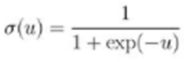 σ(u) = 1 / (1 + exp(−u))